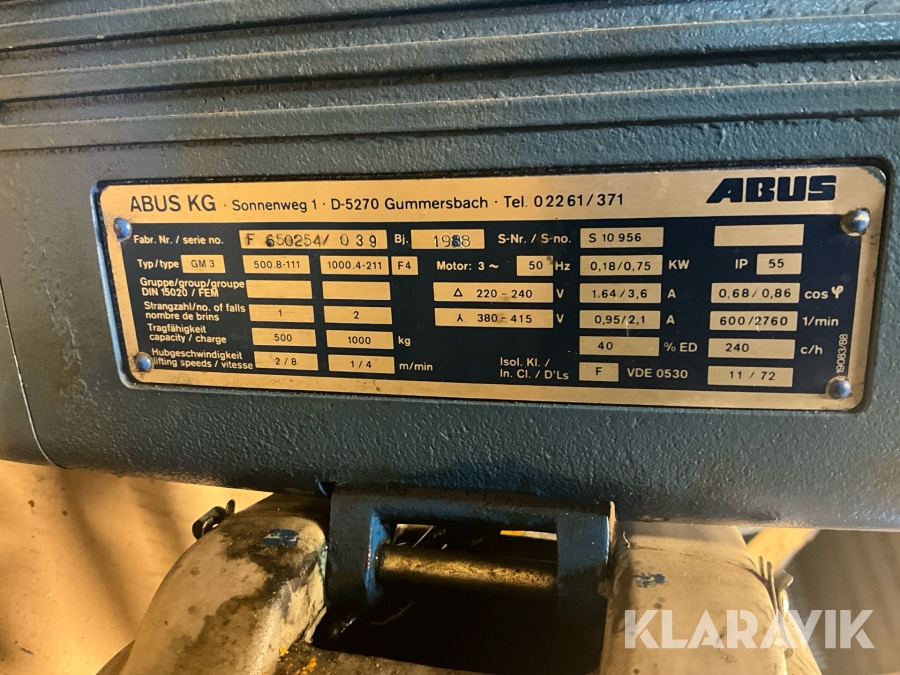 ABUS KG · Sonnenweg 1 · D-5270 Gummersbach · Tel. 0 22 61/371 ABUS
Fabr. Nr. / serie no. F 650254/ 039 Bj. 1988 S-Nr. / S-no. S 10 956
Typ/type GM 3 500.8-111 1000.4-211 F4 Motor: 3 ~ 50 Hz 0,18/0,75 KW IP 55
Gruppe/group/groupe
DIN 15020 / FEM △ 220-240 V 1.64/3,6 A 0,68/0,86 cos φ
Strangzahl/no. of falls
nombre de brins 1 2 ⅄ 380-415 V 0,95/2,1 A 600/2760 1/min
Tragfähigkeit
capacity / charge 500 1000 kg 40 % ED 240 c/h
Hubgeschwindigkeit
lifting speeds / vitesse 2/8 1/4 m/min Isol. Kl. /
In. Cl. / D'Ls F VDE 0530 11/72
19083/88
KLARAVIK